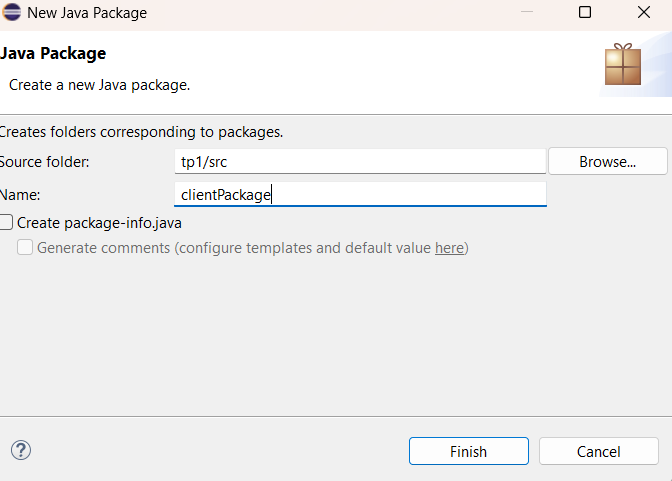 New Java Package
Java Package
Create a new Java package.
Creates folders corresponding to packages.
Source folder: tp1/src Browse...
Name: clientPackage
Create package-info.java
Generate comments (configure templates and default value here)
? Finish Cancel